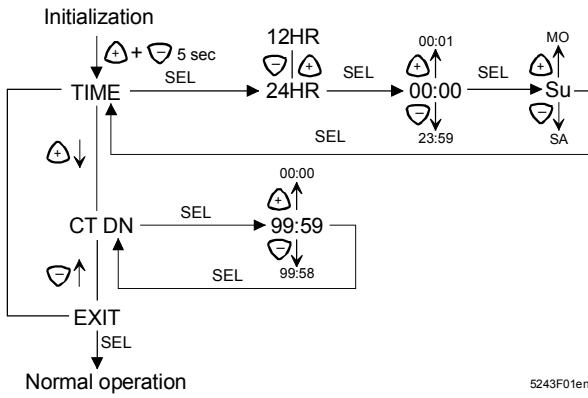 Initialization
12HR
00:01
MO
+ + − 5 sec
SEL
− +
SEL
+
SEL
+
TIME
24HR
00:00
Su
−
−
SEL
23:59
SA
+
00:00
SEL
+
CT DN
99:59
−
−
SEL
99:58
EXIT
SEL
Normal operation
5243F01en